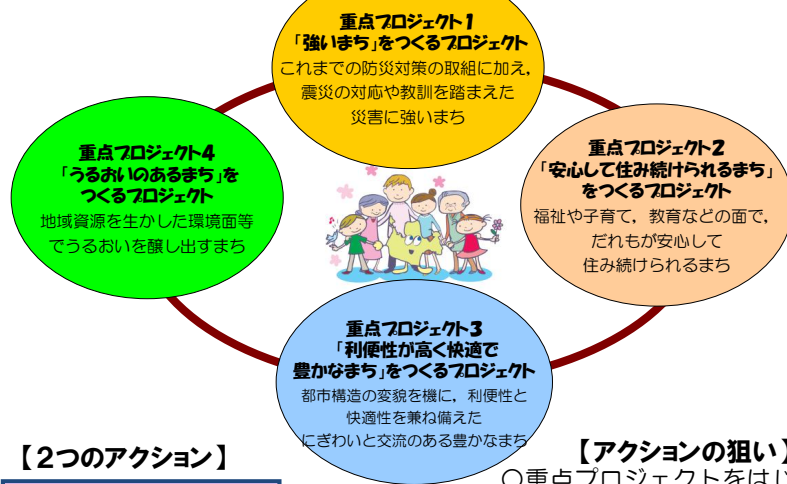 重点プロジェクト1
「強いまち」をつくるプロジェクト
これまでの防災対策の取組に加え，
震災の対応や教訓を踏まえた
災害に強いまち
重点プロジェクト4
「うるおいのあるまち」を
つくるプロジェクト
地域資源を生かした環境面等
でうるおいを醸し出すまち
重点プロジェクト2
「安心して住み続けられるまち」
をつくるプロジェクト
福祉や子育て，教育などの面で，
だれもが安心して
住み続けられるまち
重点プロジェクト3
「利便性が高く快適で
豊かなまち」をつくるプロジェクト
都市構造の変貌を機に，利便性と
快適性を兼ね備えた
にぎわいと交流のある豊かなまち
【2つのアクション】
【アクションの狙い】
○重点プロジェクトをはじ